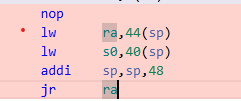 nop
lw ra,44(sp)
lw s0,40(sp)
addi sp,sp,48
jr ra